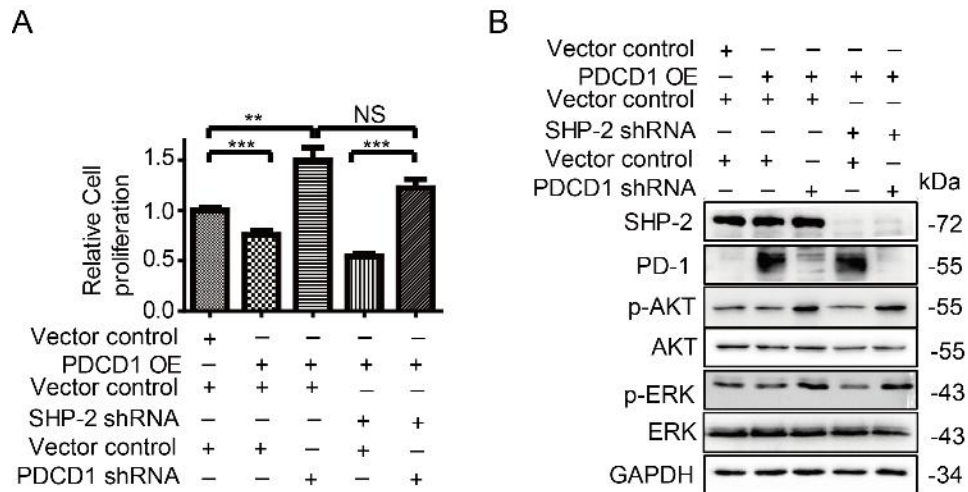 A
** NS
*** ***
1.5
1.0
0.5
0.0
Relative Cell
proliferation
Vector control + – – – –
PDCD1 OE – + + + +
Vector control + + + – –
SHP-2 shRNA – – – + +
Vector control + + – + –
PDCD1 shRNA – – + – +
B
Vector control + – – – –
PDCD1 OE – + + + +
Vector control + + + – –
SHP-2 shRNA – – – + +
Vector control + + – + –
PDCD1 shRNA – – + – + kDa
SHP-2 -72
PD-1 -55
p-AKT -55
AKT -55
p-ERK -43
ERK -43
GAPDH -34